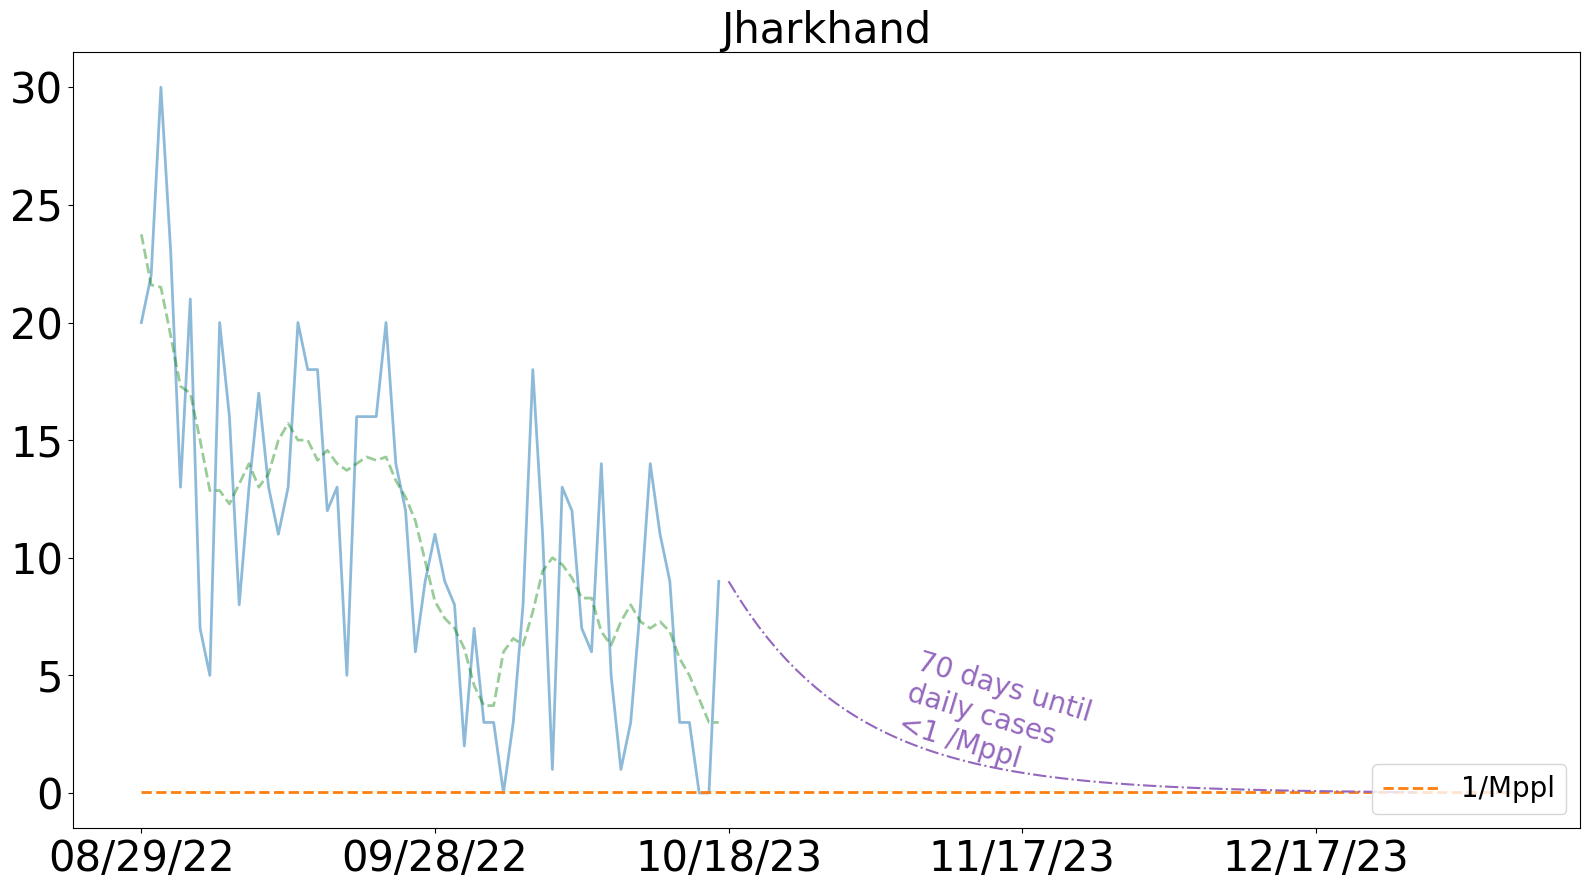 Jharkhand
30
25
20
15
10
5
0
70 days until
daily cases
<1 /Mppl
1/Mppl
08/29/22
09/28/22
10/18/23
11/17/23
12/17/23